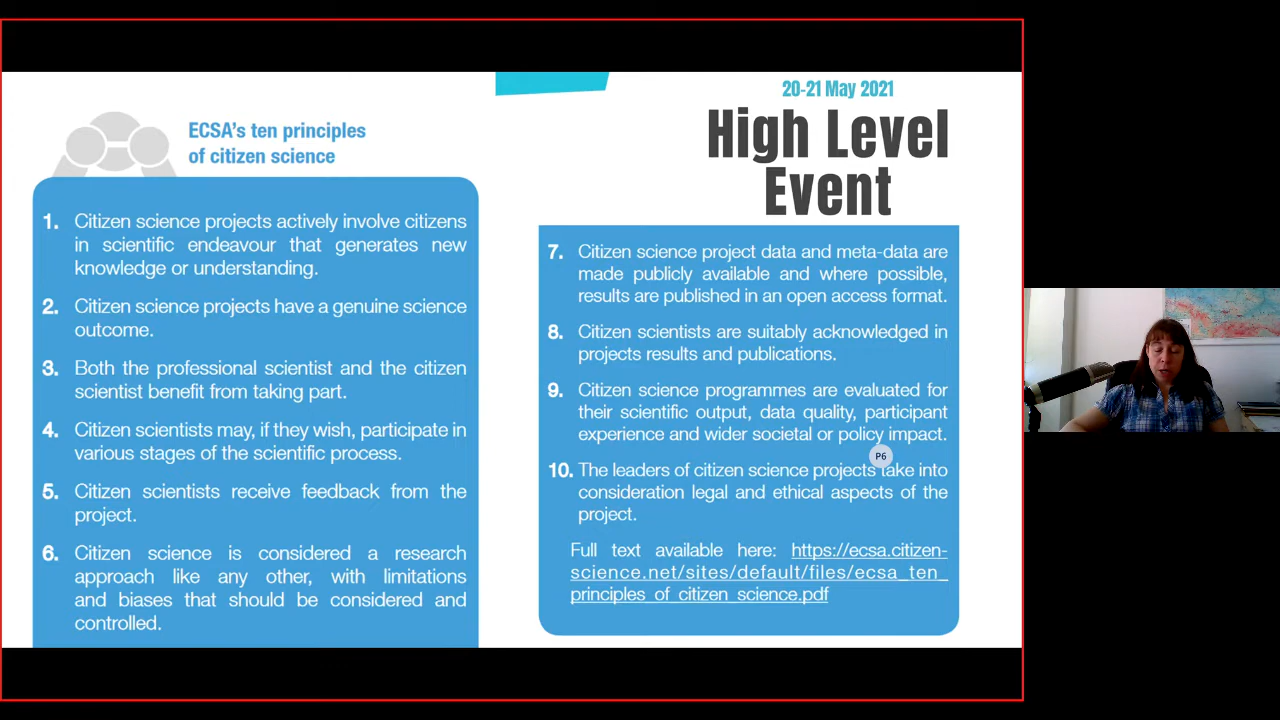 ECSA's ten principles
of citizen science
1. Citizen science projects actively involve citizens
in scientific endeavour that generates new
knowledge or understanding.
2. Citizen science projects have a genuine science
outcome.
3. Both the professional scientist and the citizen
scientist benefit from taking part.
4. Citizen scientists may, if they wish, participate in
various stages of the scientific process.
5. Citizen scientists receive feedback from the
project.
6. Citizen science is considered a research
approach like any other, with limitations
and biases that should be considered and
controlled.
20-21 May 2021
High Level
Event
7. Citizen science project data and meta-data are
made publicly available and where possible,
results are published in an open access format.
8. Citizen scientists are suitably acknowledged in
projects results and publications.
9. Citizen science programmes are evaluated for
their scientific output, data quality, participant
experience and wider societal or policy impact.
P6
10. The leaders of citizen science projects take into
consideration legal and ethical aspects of the
project.
Full text available here: https://ecsa.citizen-
science.net/sites/default/files/ecsa_ten_
principles_of_citizen_science.pdf